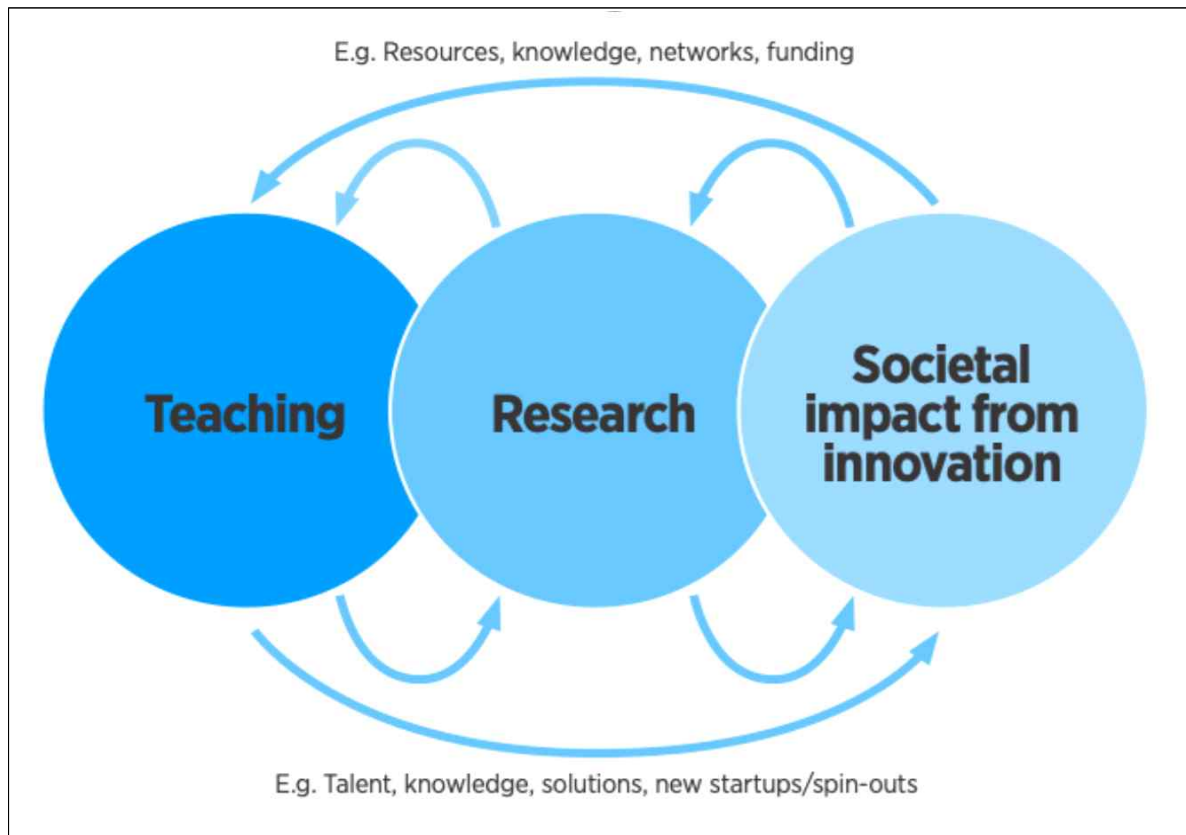 E.g. Resources, knowledge, networks, funding
Teaching
Research
Societal
impact from
innovation
E.g. Talent, knowledge, solutions, new startups/spin-outs